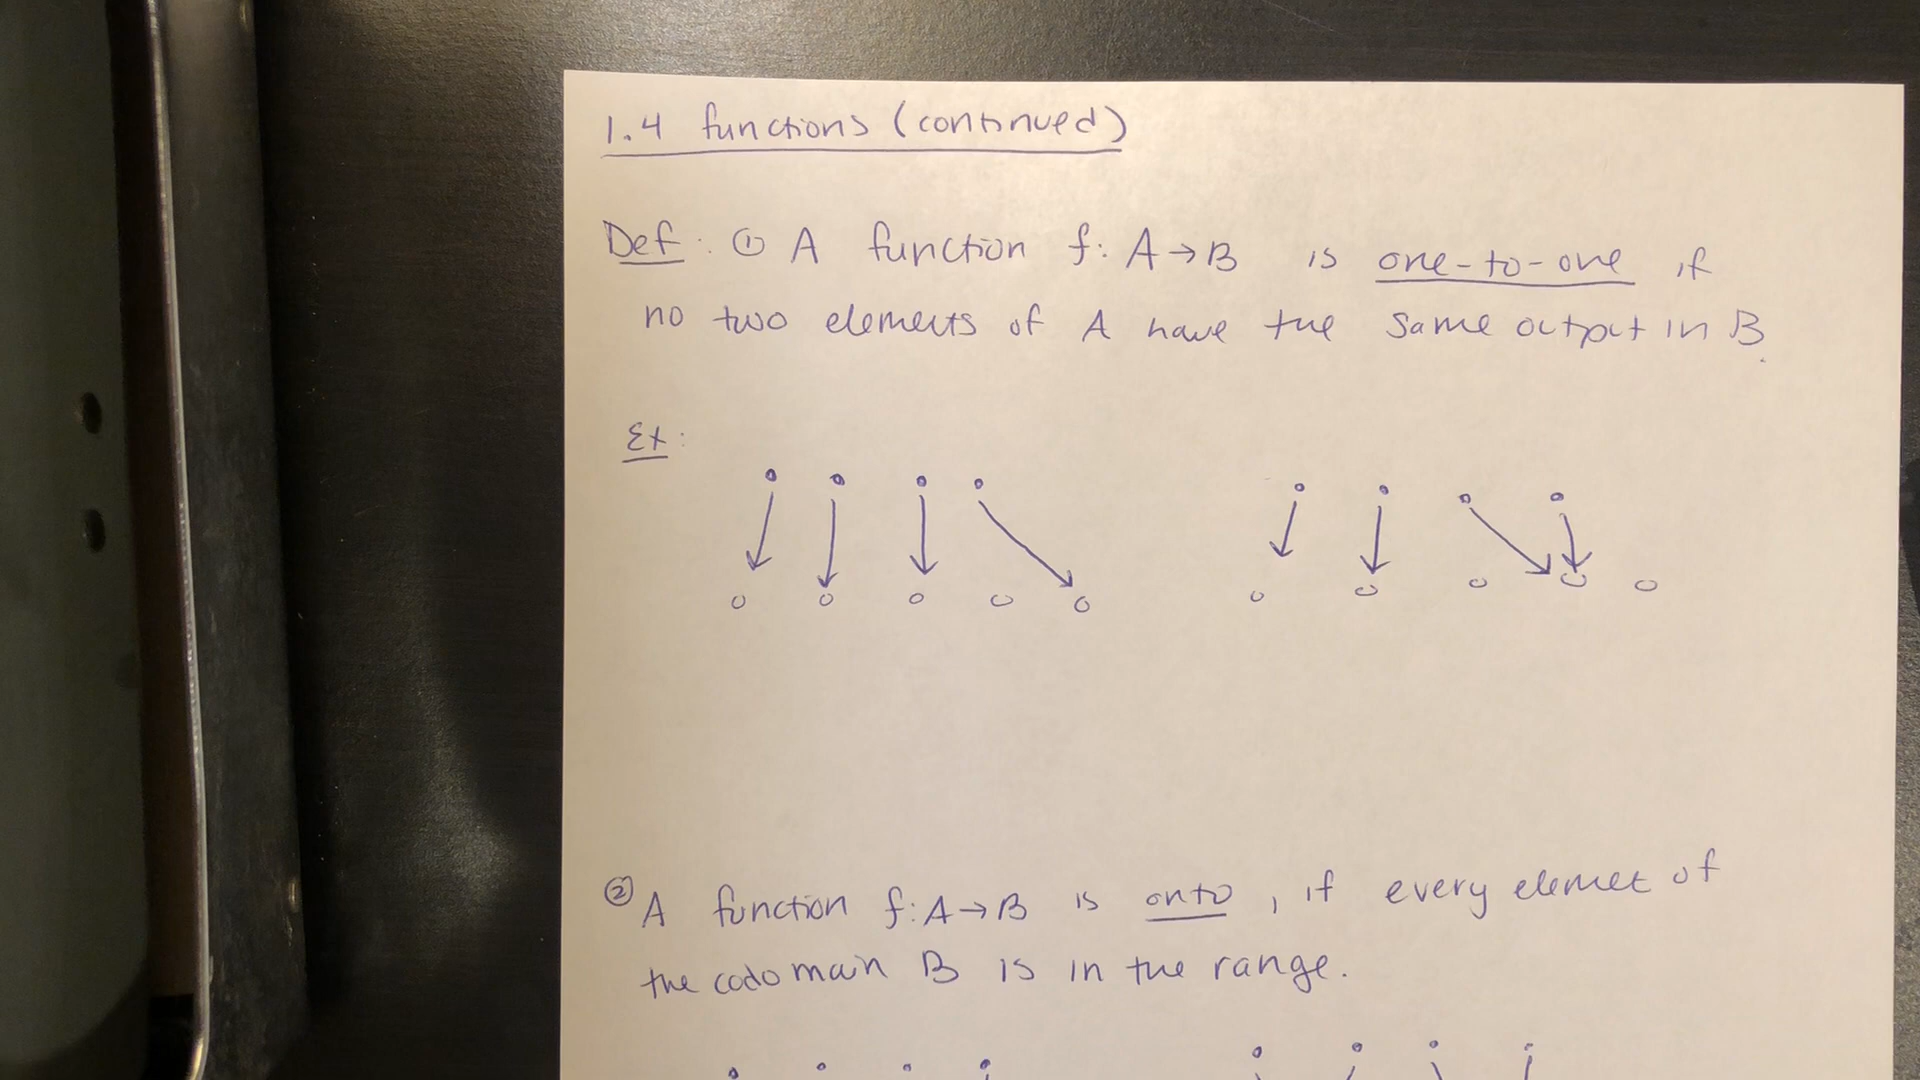 1.4 functions (continued)
Def: ① A function f: A→B is one-to-one if
no two elements of A have the same output in B.
Ex:
② A function f: A→B is onto, if every elemet of
the codomain B is in the range.